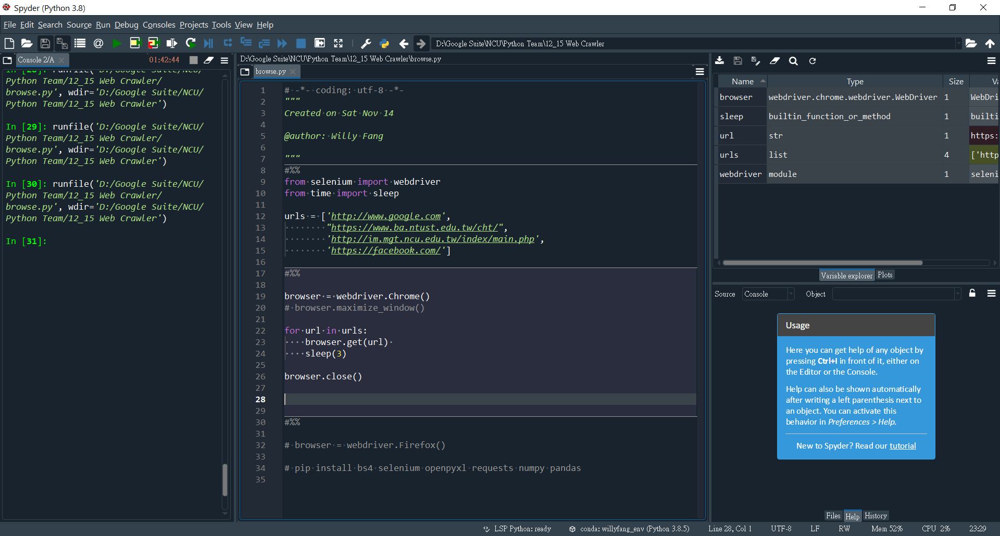 Spyder (Python 3.8)
File Edit Search Source Run Debug Consoles Projects Tools View Help
D:\Google Suite\NCU\Python Team\12_15 Web Crawler
Console 2/A
01:42:44
In [28]: runfile('D:/Google Suite/NCU/
Python Team/12_15 Web Crawler/
browse.py', wdir='D:/Google Suite/NCU/
Python Team/12_15 Web Crawler')
In [29]: runfile('D:/Google Suite/NCU/
Python Team/12_15 Web Crawler/
browse.py', wdir='D:/Google Suite/NCU/
Python Team/12_15 Web Crawler')
In [30]: runfile('D:/Google Suite/NCU/
Python Team/12_15 Web Crawler/
browse.py', wdir='D:/Google Suite/NCU/
Python Team/12_15 Web Crawler')
In [31]:
D:\Google Suite\NCU\Python Team\12_15 Web Crawler\browse.py
browse.py
1 # -*- coding: utf-8 -*-
2 """
3 Created on Sat Nov 14
4
5 @author: Willy Fang
6
7 """
8 #%%
9 from selenium import webdriver
10 from time import sleep
11
12 urls = ['http://www.google.com',
13 "https://www.ba.ntust.edu.tw/cht/",
14 'http://im.mgt.ncu.edu.tw/index/main.php',
15 'https://facebook.com/']
16
17 #%%
18
19 browser = webdriver.Chrome()
20 # browser.maximize_window()
21
22 for url in urls:
23 browser.get(url)
24 sleep(3)
25
26 browser.close()
27
28
29
30 #%%
31
32 # browser = webdriver.Firefox()
33
34 # pip install bs4 selenium openpyxl requests numpy pandas
35
Name Type Size Va
browser webdriver.chrome.webdriver.WebDriver 1 WebDri
sleep builtin_function_or_method 1 builti
url str 1 https:
urls list 4 ['http
webdriver module 1 seleni
Variable explorer Plots
Source Console Object
Usage
Here you can get help of any object by
pressing Ctrl+I in front of it, either on
the Editor or the Console.
Help can also be shown automatically
after writing a left parenthesis next to
an object. You can activate this
behavior in Preferences > Help.
New to Spyder? Read our tutorial
Files Help History
LSP Python: ready conda: willyfang_env (Python 3.8.5) Line 28, Col 1 UTF-8 LF RW Mem 52% CPU 2% 23:29